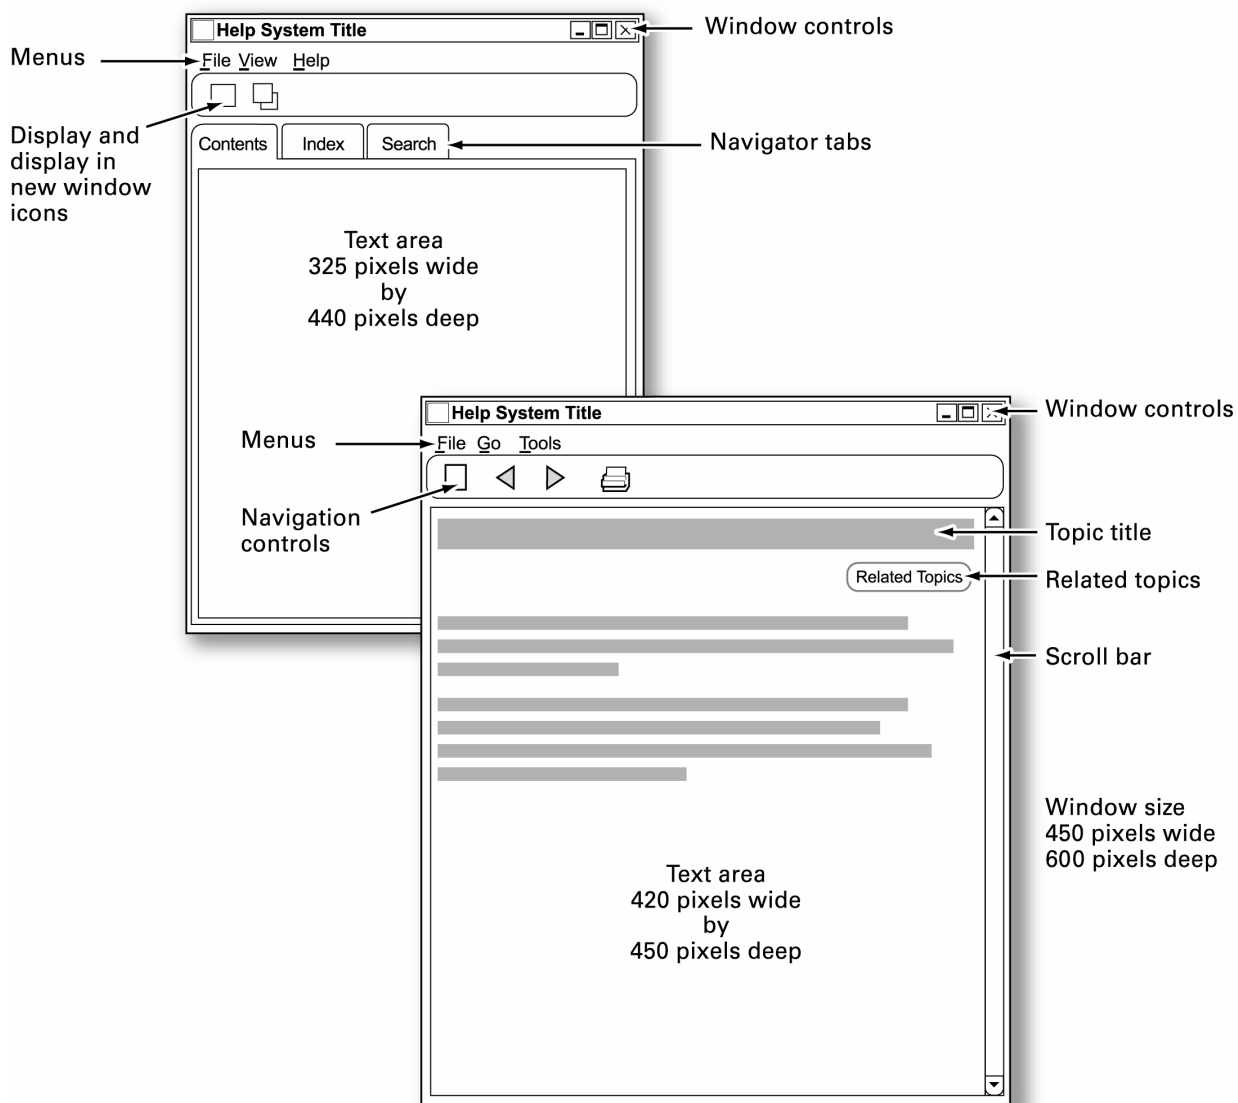 Help System Title
Window controls
Menus
File View Help
Display and
display in
new window
icons
Contents
Index
Search
Navigator tabs
Text area
325 pixels wide
by
440 pixels deep
Help System Title
Window controls
Menus
File Go Tools
Navigation
controls
Topic title
Related Topics
Related topics
Scroll bar
Window size
450 pixels wide
600 pixels deep
Text area
420 pixels wide
by
450 pixels deep